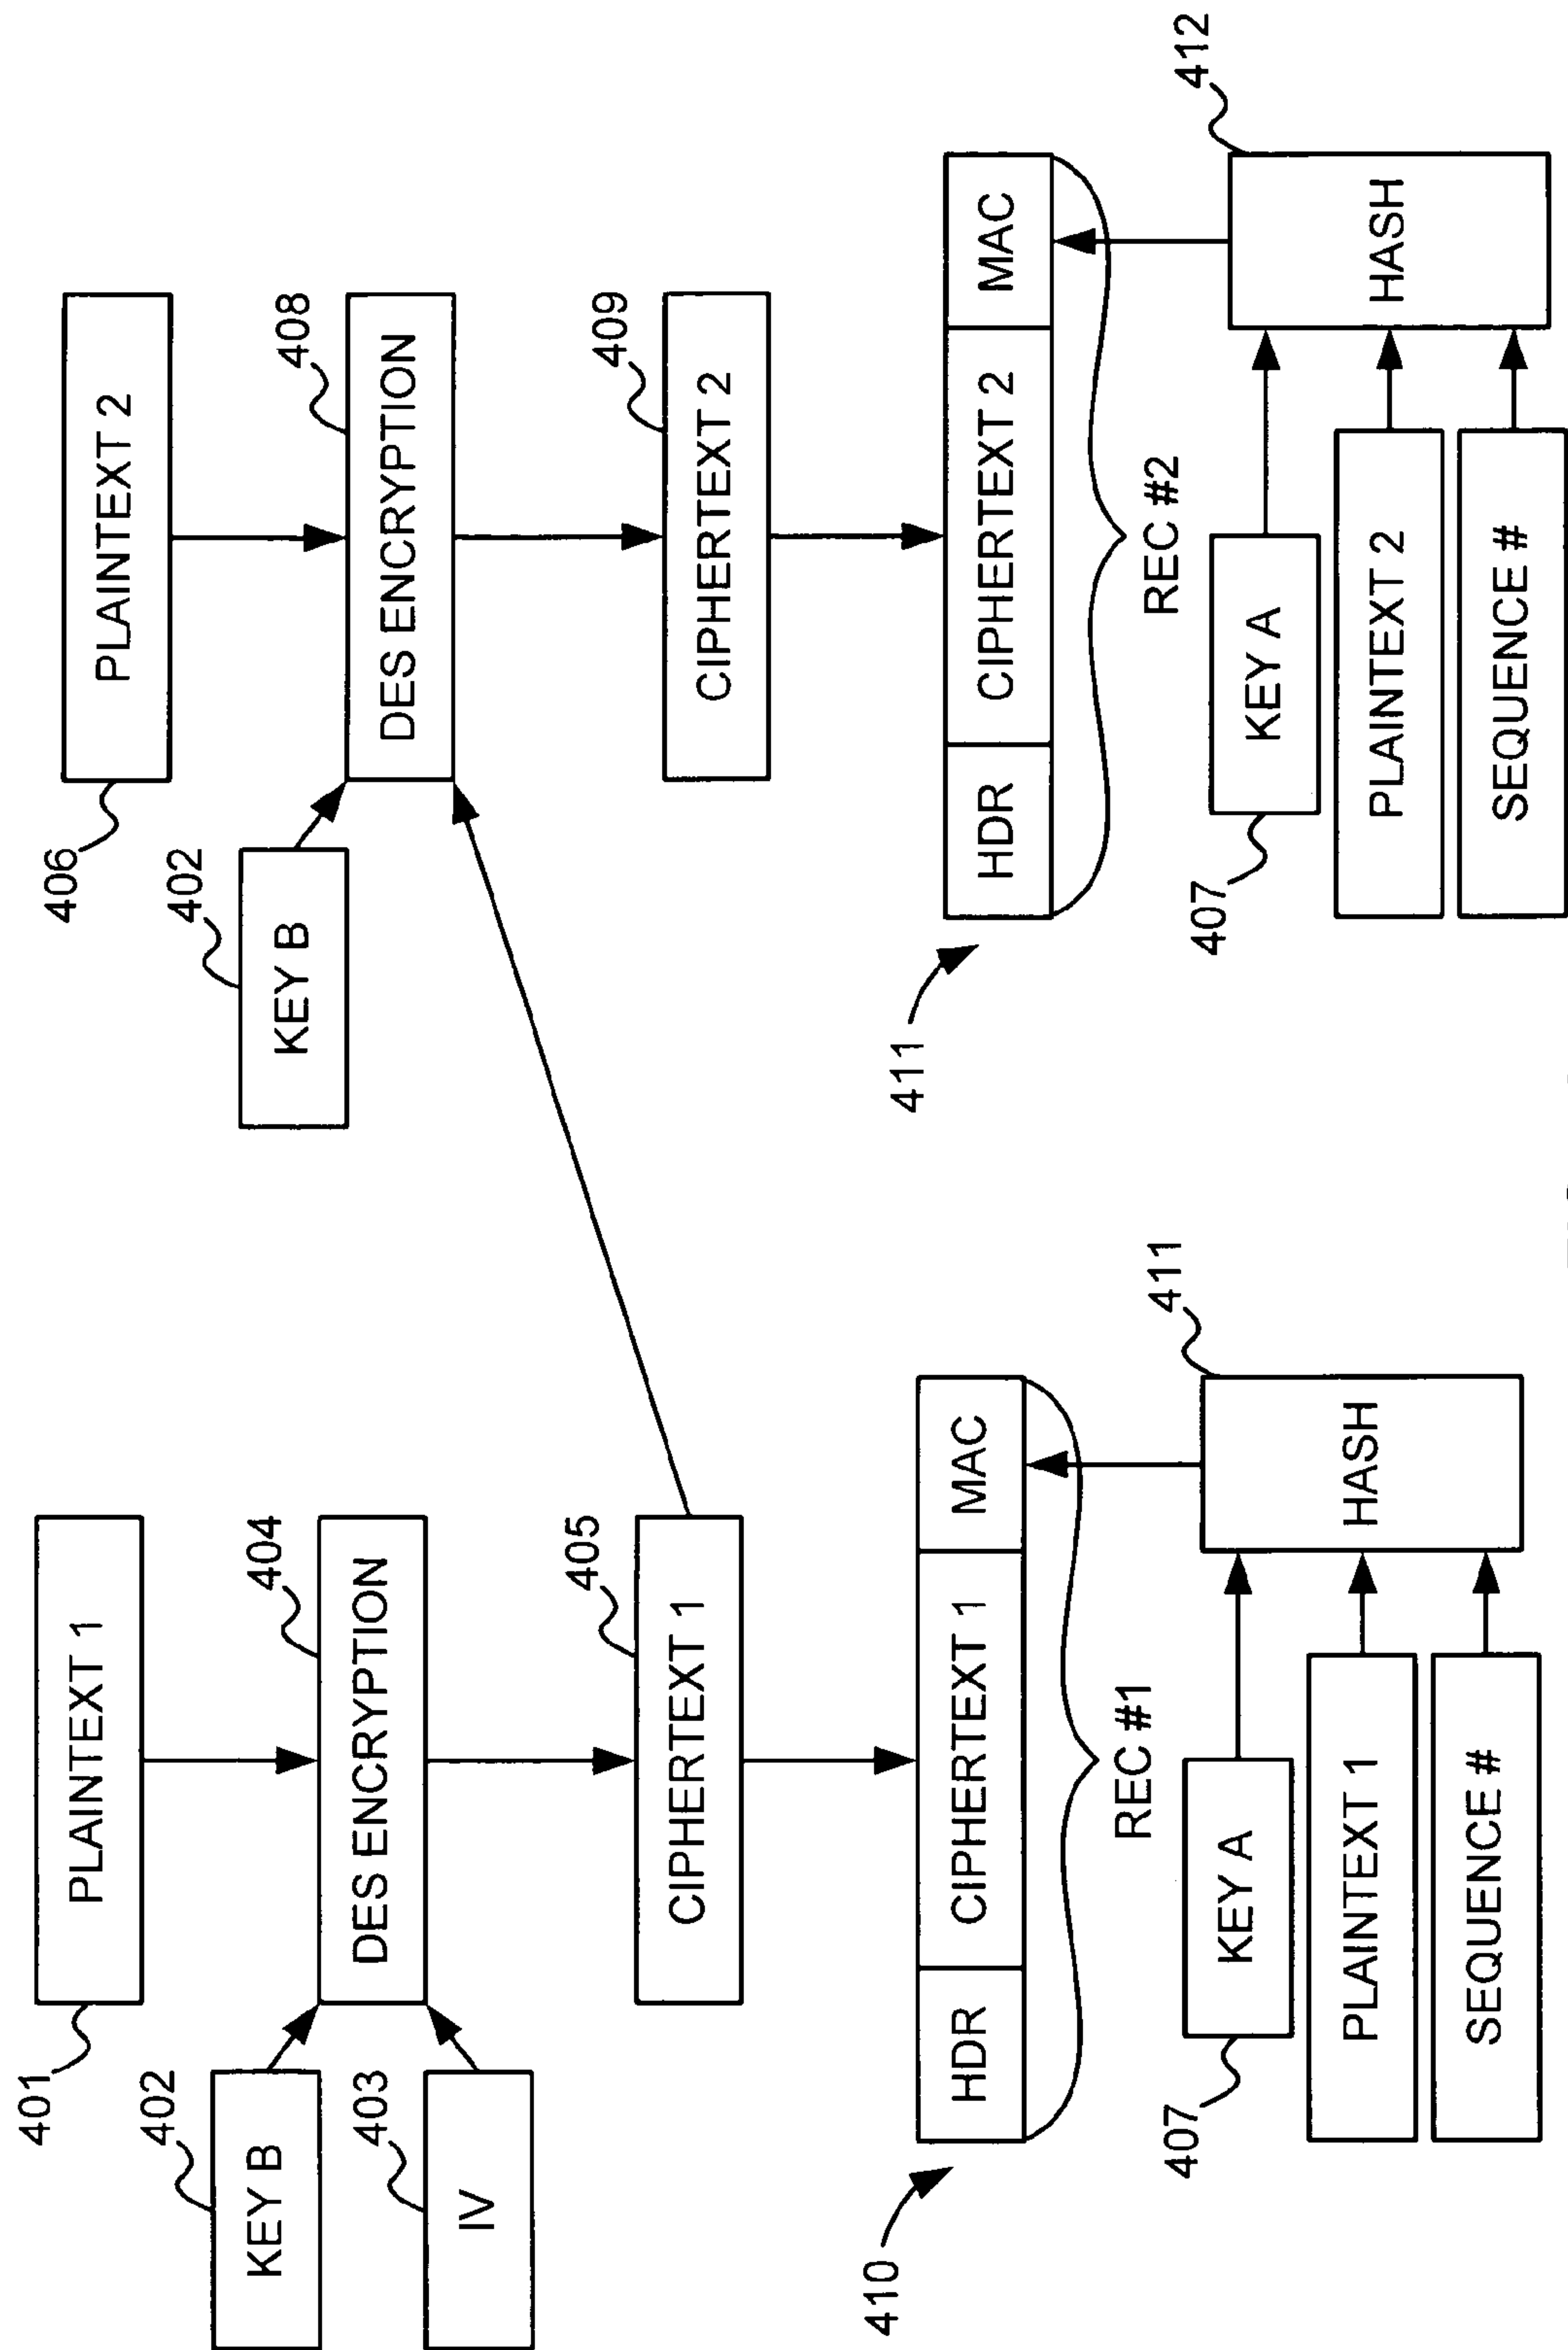 401
PLAINTEXT 1
402
KEY B
404
DES ENCRYPTION
403
IV
405
CIPHERTEXT 1
410
HDR
CIPHERTEXT 1
MAC
REC #1
411
407
KEY A
HASH
PLAINTEXT 1
SEQUENCE #
PLAINTEXT 2
406
402
KEY B
408
DES ENCRYPTION
409
CIPHERTEXT 2
411
HDR
CIPHERTEXT 2
MAC
REC #2
412
407
KEY A
HASH
PLAINTEXT 2
SEQUENCE #